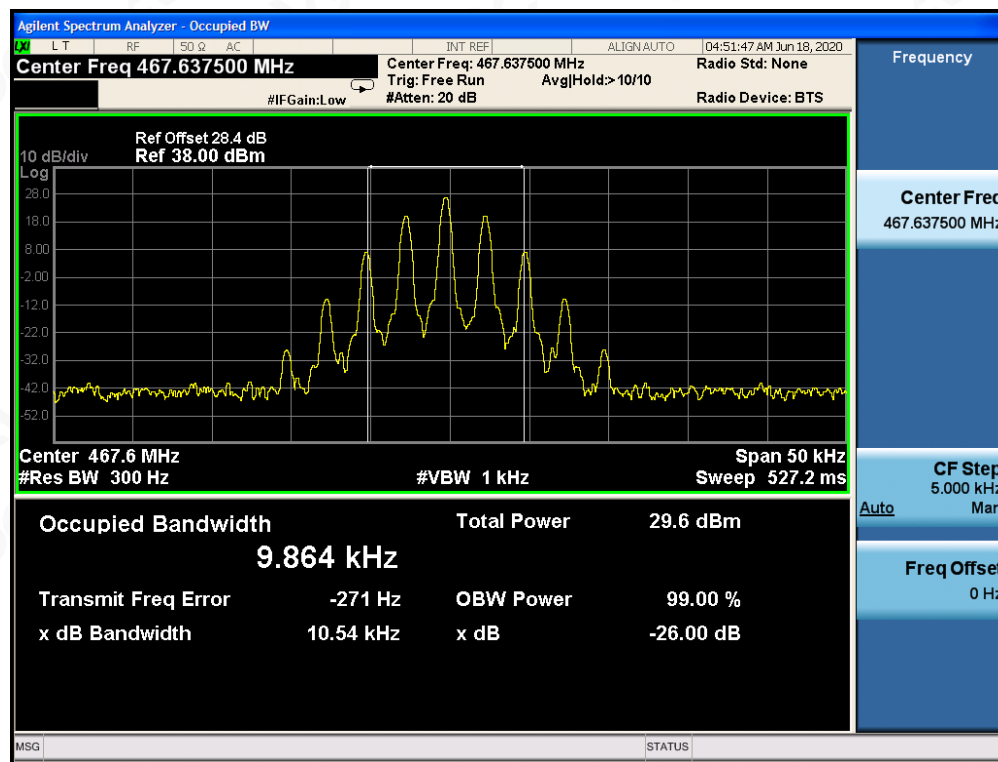 Agilent Spectrum Analyzer - Occupied BW
LXI L T RF 50 Ω AC INT REF ALIGN AUTO 04:51:47 AM Jun 18, 2020
Center Freq 467.637500 MHz
Center Freq: 467.637500 MHz
Radio Std: None
Trig: Free Run Avg|Hold:>10/10
#IFGain:Low
#Atten: 20 dB
Radio Device: BTS
Ref Offset 28.4 dB
10 dB/div Ref 38.00 dBm
Log
28.0
18.0
8.00
-2.00
-12.0
-22.0
-32.0
-42.0
-52.0
Center 467.6 MHz Span 50 kHz
#Res BW 300 Hz #VBW 1 kHz Sweep 527.2 ms
Occupied Bandwidth Total Power 29.6 dBm
9.864 kHz
Transmit Freq Error -271 Hz OBW Power 99.00 %
x dB Bandwidth 10.54 kHz x dB -26.00 dB
Frequency
Center Freq
467.637500 MHz
CF Step
5.000 kHz
Auto Man
Freq Offset
0 Hz
MSG STATUS